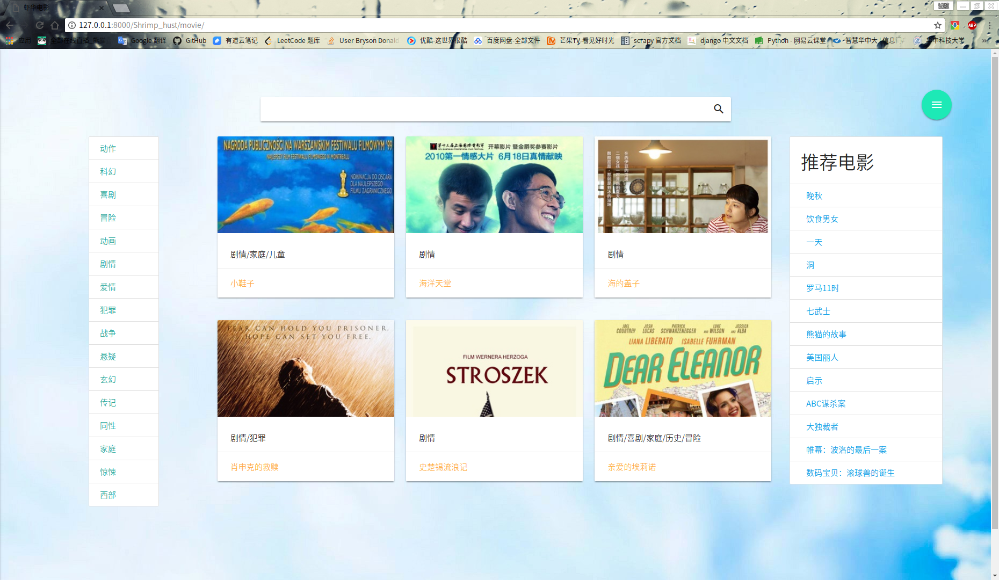 虾华电影
127.0.0.1:8000/Shrimp_hust/movie/
ABP
应用
全部在线直播_熊猫
Google 翻译
GitHub
有道云笔记
LeetCode 题库
User Bryson Donald
优酷-这世界很酷
百度网盘-全部文件
芒果TV-看见好时光
scrapy 官方文档
django 中文文档
Python - 网易云课堂
智慧华中大 | 信息门户
华中科技大学
动作
科幻
喜剧
冒险
动画
剧情
爱情
犯罪
战争
悬疑
玄幻
传记
同性
家庭
惊悚
西部
NAGRODA PUBLICZNOŚCI NA WARSZAWSKIM FESTIWALU FILMOWYM '99
NAJLEPSZY FILM FESTIWALU FILMOWEGO W MONTREALU
NOMINACJA DO OSCARA
DLA NAJLEPSZEGO
FILMU ZAGRANICZNEGO
剧情/家庭/儿童
小鞋子
第十三届上海国际电影节 开幕影片 暨金爵奖参赛影片
2010第一情感大片 6月18日真情献映
剧情
海洋天堂
剧情
海的盖子
FEAR CAN HOLD YOU PRISONER.
HOPE CAN SET YOU FREE.
剧情/犯罪
肖申克的救赎
FILM WERNERA HERZOGA
STROSZEK
剧情
史楚锡流浪记
JOEL COURTNEY JOSH LUCAS PATRICK SCHWARZENEGGER AND LUKE WILSON AND JESSICA ALBA
LIANA LIBERATO ISABELLE FUHRMAN
DEAR ELEANOR
剧情/喜剧/家庭/历史/冒险
亲爱的埃莉诺
推荐电影
晚秋
饮食男女
一天
洞
罗马11时
七武士
熊猫的故事
美国丽人
启示
ABC谋杀案
大独裁者
帷幕：波洛的最后一案
数码宝贝：滚球兽的诞生